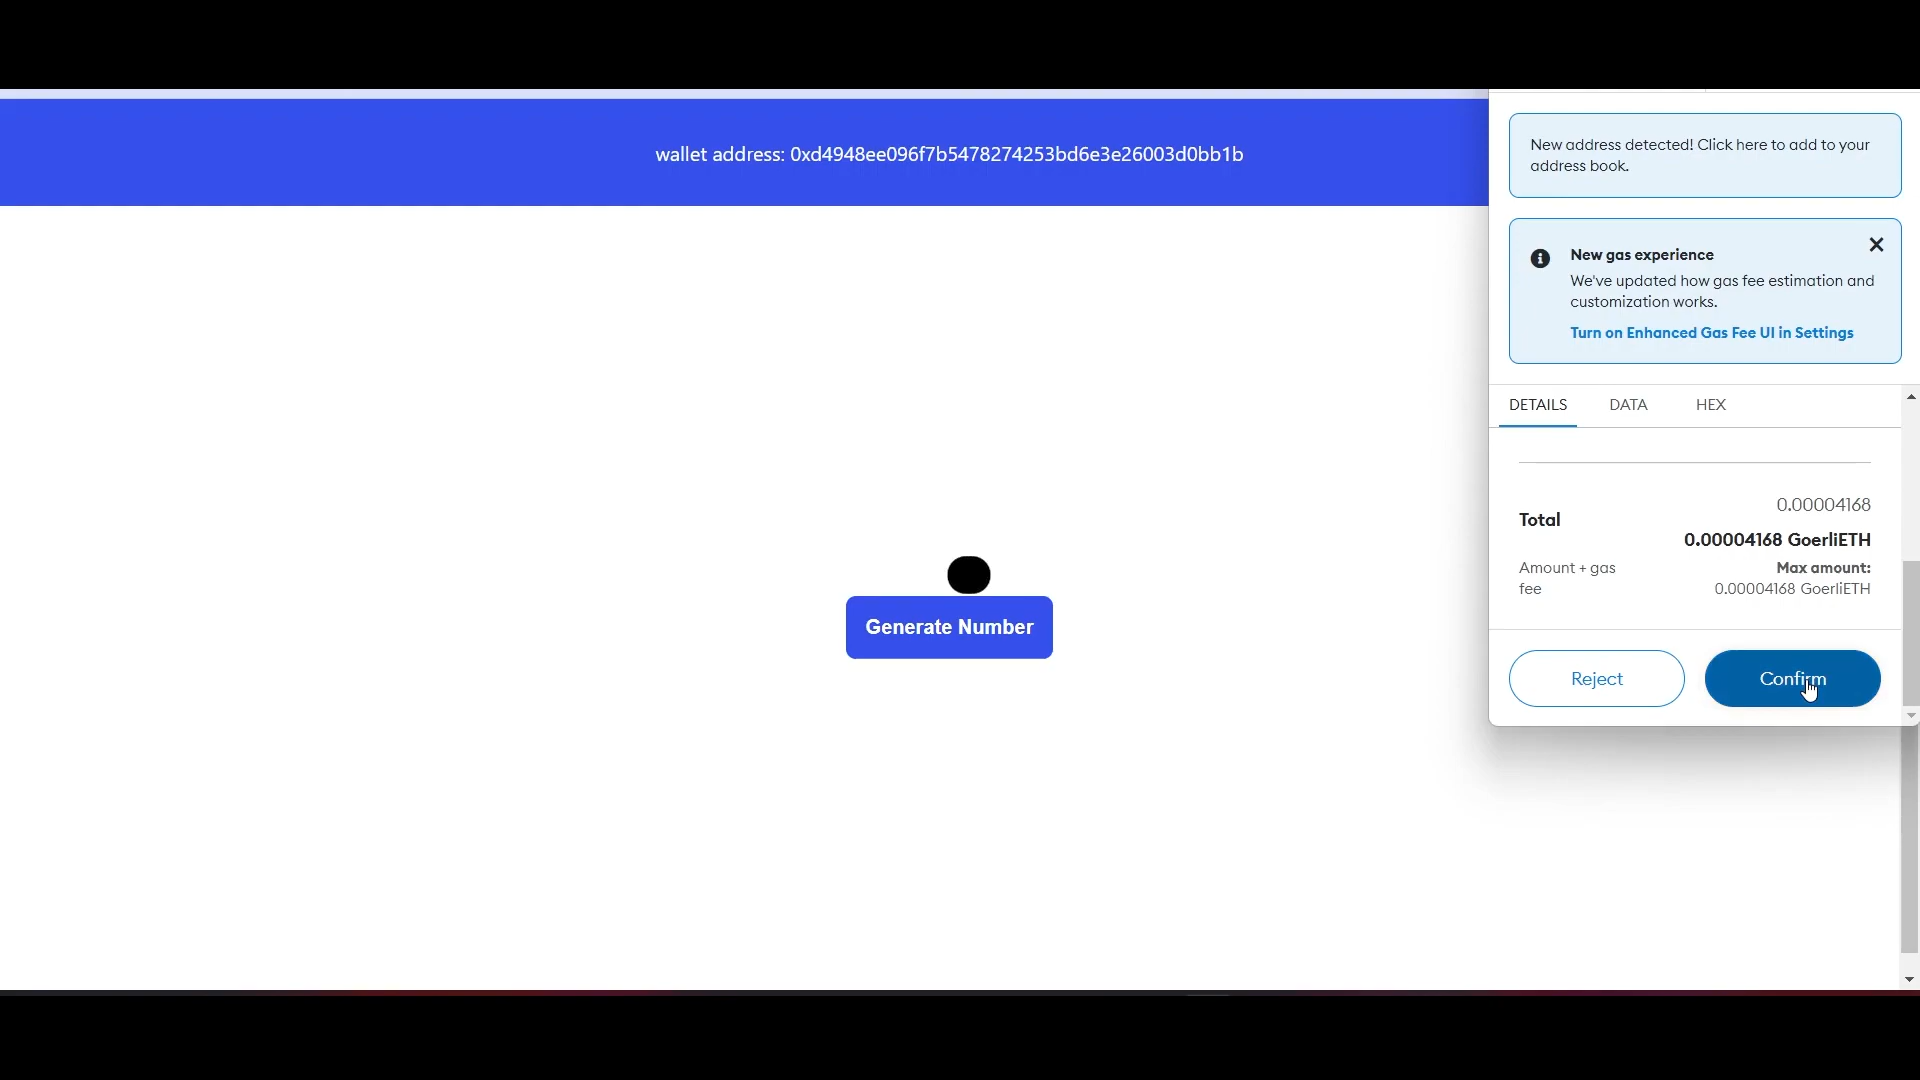 wallet address: 0xd4948ee096f7b5478274253bd6e3e26003d0bb1b
Generate Number
New address detected! Click here to add to your
address book.
New gas experience
We've updated how gas fee estimation and
customization works.
Turn on Enhanced Gas Fee UI in Settings
DETAILS DATA HEX
0.00004168
Total
0.00004168 GoerliETH
Amount + gas
fee
Max amount:
0.00004168 GoerliETH
Reject
Confirm